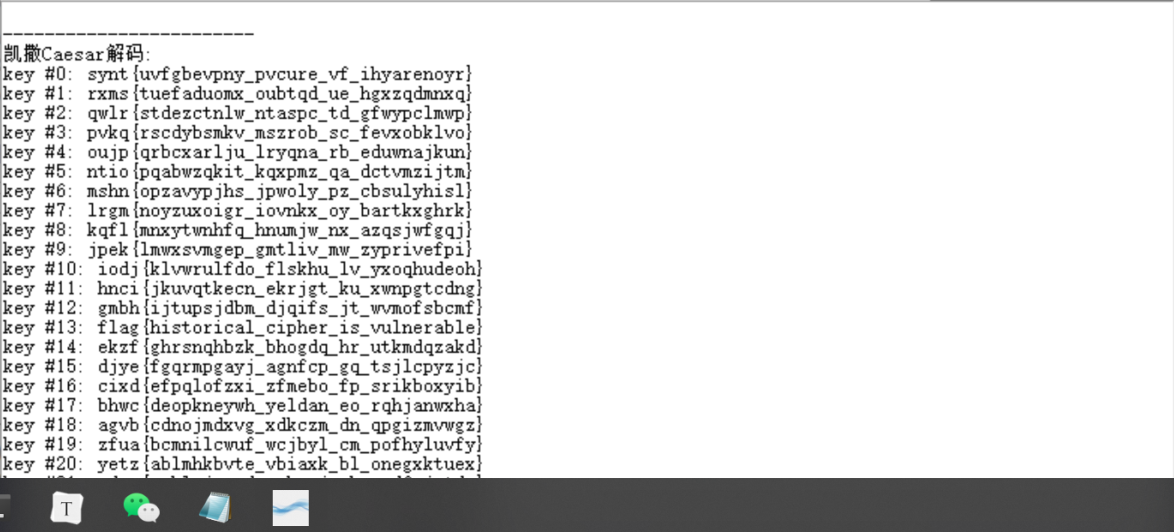 ------------------------
凯撒Caesar解码:
key #0: synt{uvfgbevpny_pvcure_vf_ihyarenoyr}
key #1: rxms{tuefaduomx_oubtqd_ue_hgxzqdmnxq}
key #2: qwlr{stdezctnlw_ntaspc_td_gfwypclmwp}
key #3: pvkq{rscdybsmkv_mszrob_sc_fevxobklvo}
key #4: oujp{qrbcxarlju_lryqna_rb_eduwnajkun}
key #5: ntio{pqabwzqkit_kqxpmz_qa_dctvmzijtm}
key #6: mshn{opzavypjhs_jpwoly_pz_cbsulyhisl}
key #7: lrgm{noyzuxoigr_iovnkx_oy_bartkxghrk}
key #8: kqfl{mnxytwnhfq_hnumjw_nx_azqsjwfgqj}
key #9: jpek{lmwxsvmgep_gmtliv_mw_zyprivefpi}
key #10: iodj{klvwrulfdo_flskhu_lv_yxoqhudeoh}
key #11: hnci{jkuvqtkecn_ekrjgt_ku_xwnpgtcdng}
key #12: gmbh{ijtupsjdbm_djqifs_jt_wvmofsbcmf}
key #13: flag{historical_cipher_is_vulnerable}
key #14: ekzf{ghrsnqhbzk_bhogdq_hr_utkmdqzakd}
key #15: djye{fgqrmpgayj_agnfcp_gq_tsjlcpyzjc}
key #16: cixd{efpqlofzxi_zfmebo_fp_srikboxyib}
key #17: bhwc{deopkneywh_yeldan_eo_rqhjanwxha}
key #18: agvb{cdnojmdxvg_xdkczm_dn_qpgizmvwgz}
key #19: zfua{bcmnilcwuf_wcjbyl_cm_pofhyluvfy}
key #20: yetz{ablmhkbvte_vbiaxk_bl_onegxktuex}
T